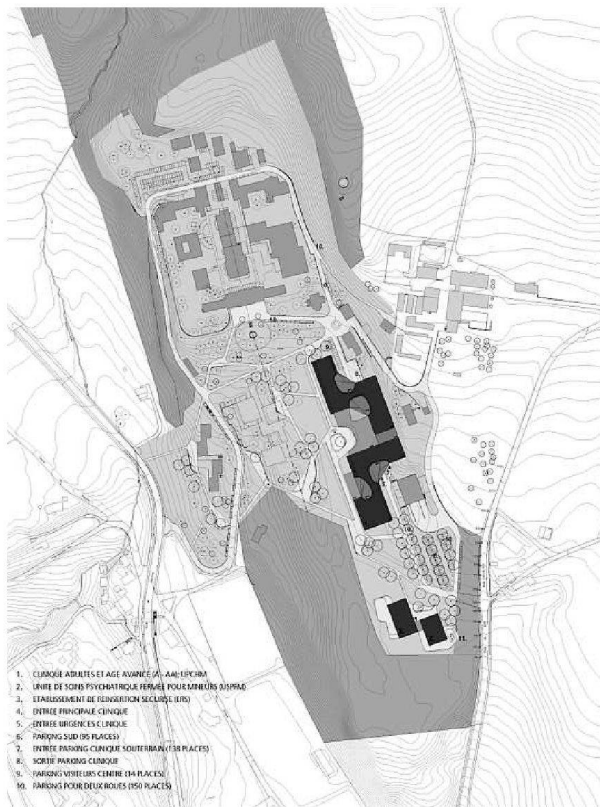 1. CLINIQUE ADULTES ET AGE AVANCE (A - AA); UPCHM
2. UNITE DE SOINS PSYCHIATRIQUE FERMEE POUR MINEURS (USPFM)
3. ETABLISSEMENT DE REINSERTION SECURISE (ERS)
4. ENTREE PRINCIPALE CLINIQUE
5. ENTREE URGENCES CLINIQUE
6. PARKING SUD (95 PLACES)
7. ENTREE PARKING CLINIQUE SOUTERRAIN (138 PLACES)
8. SORTIE PARKING CLINIQUE
9. PARKING VISITEURS CENTRE (14 PLACES)
10. PARKING POUR DEUX ROUES (150 PLACES)